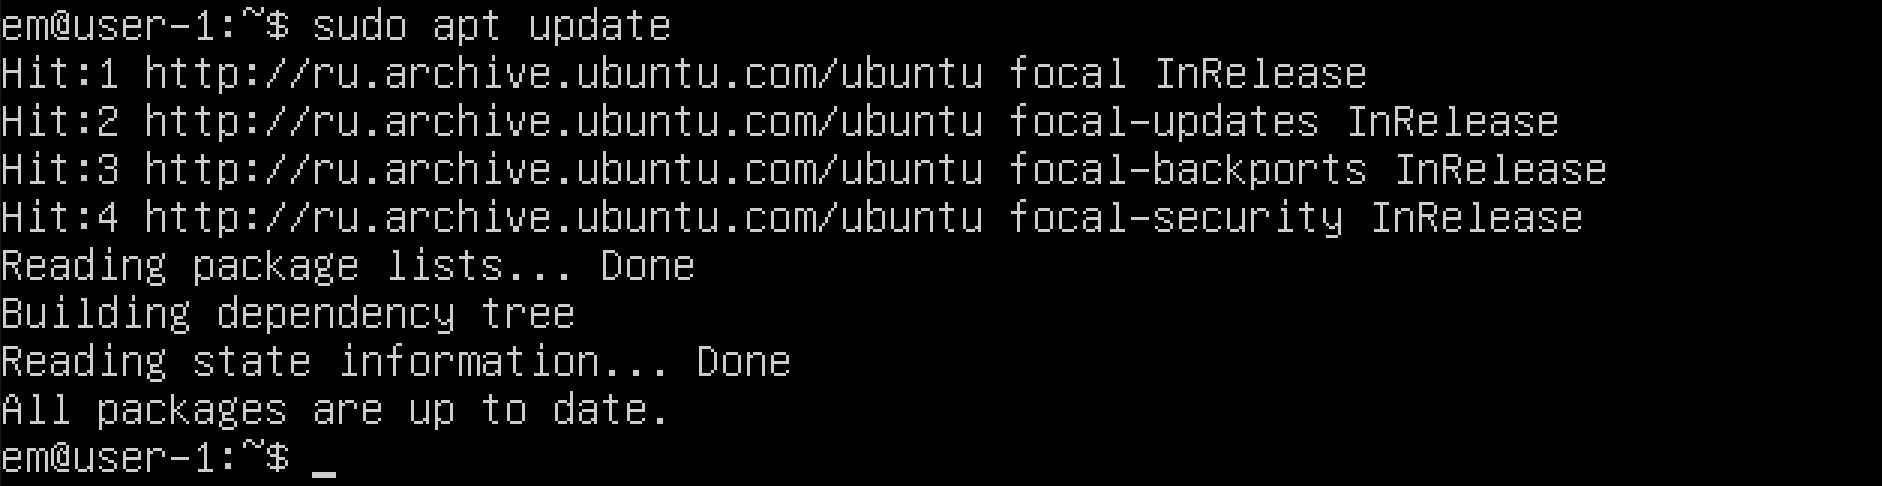 em@user-1:~$ sudo apt update
Hit:1 http://ru.archive.ubuntu.com/ubuntu focal InRelease
Hit:2 http://ru.archive.ubuntu.com/ubuntu focal-updates InRelease
Hit:3 http://ru.archive.ubuntu.com/ubuntu focal-backports InRelease
Hit:4 http://ru.archive.ubuntu.com/ubuntu focal-security InRelease
Reading package lists... Done
Building dependency tree
Reading state information... Done
All packages are up to date.
em@user-1:~$ _